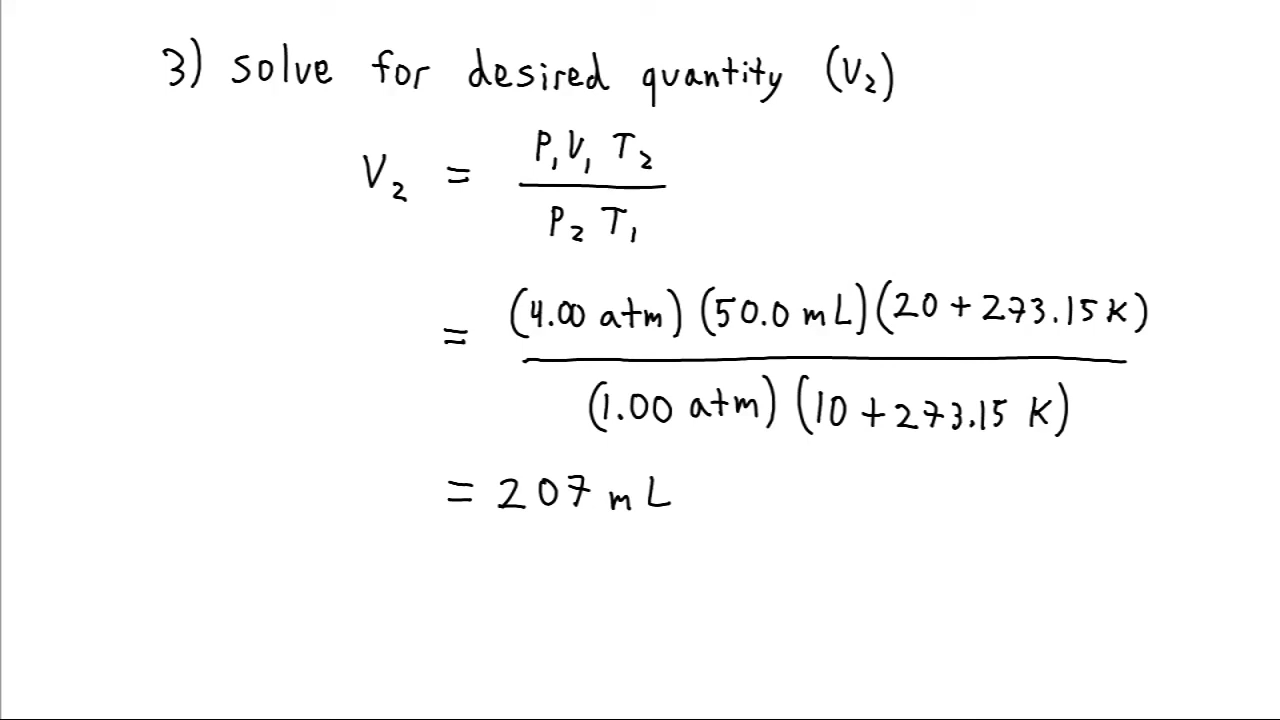 3) solve for desired quantity (V₂)
V₂ = P₁V₁ T₂ / P₂ T₁
= (4.00 atm) (50.0 mL) (20 + 273.15 K) / (1.00 atm) (10 + 273.15 K)
= 207 mL